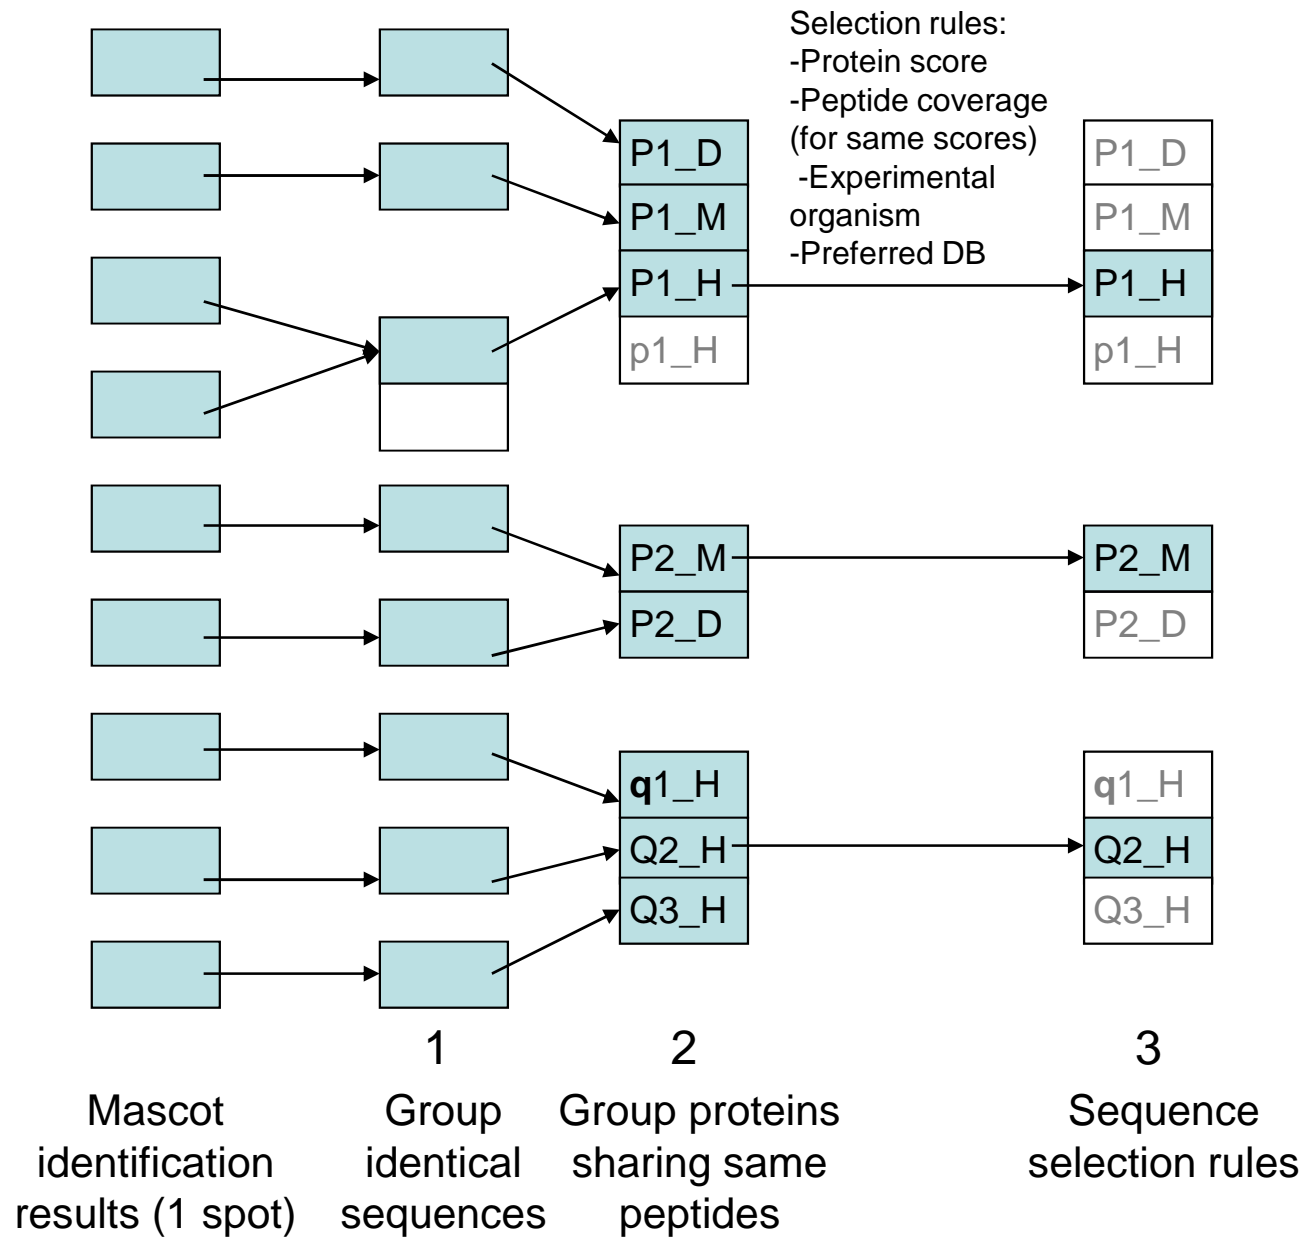 Selection rules:
-Protein score
-Peptide coverage
(for same scores)
-Experimental
organism
-Preferred DB
P1_D
P1_M
P1_H
p1_H
P2_M
P2_D
q1_H
Q2_H
Q3_H
P1_D
P1_M
P1_H
p1_H
P2_M
P2_D
q1_H
Q2_H
Q3_H
Mascot
identification
results (1 spot)
1
Group
identical
sequences
2
Group proteins
sharing same
peptides
3
Sequence
selection rules